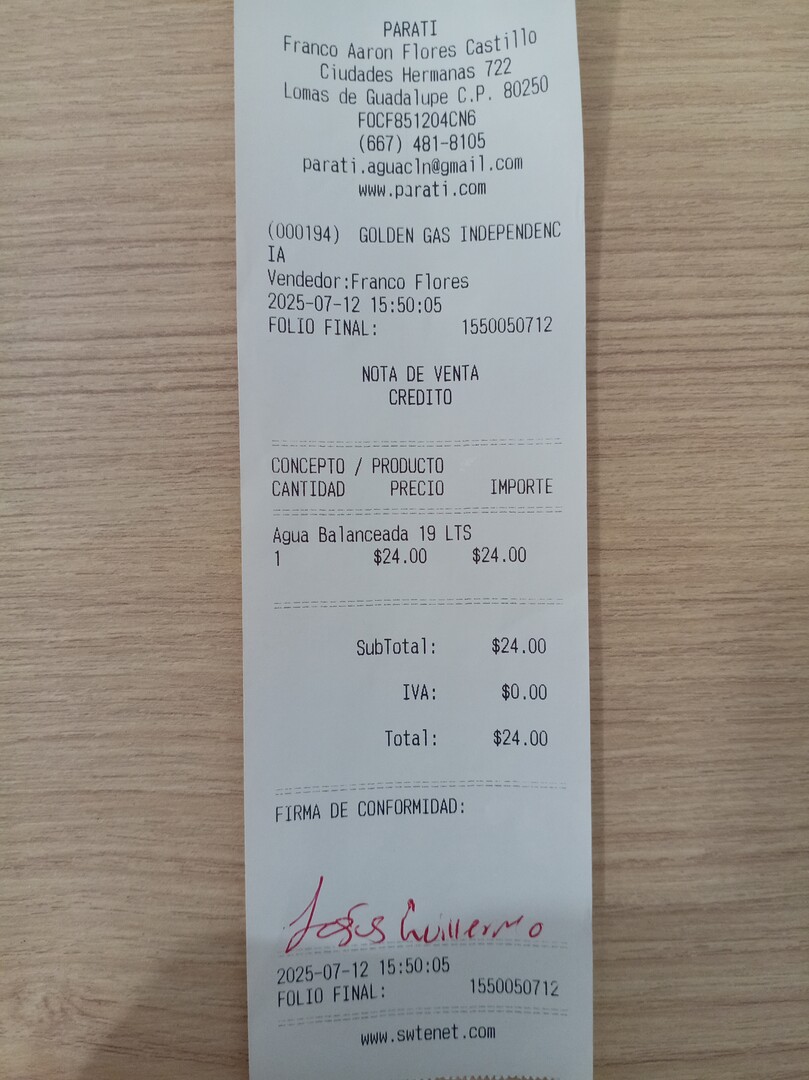 PARATI
Franco Aaron Flores Castillo
Ciudades Hermanas 722
Lomas de Guadalupe C.P. 80250
FOCF851204CN6
(667) 481-8105
parati.aguacln@gmail.com
www.parati.com
(000194) GOLDEN GAS INDEPENDENC
IA
Vendedor:Franco Flores
2025-07-12 15:50:05
FOLIO FINAL: 1550050712
NOTA DE VENTA
CREDITO
CONCEPTO / PRODUCTO
CANTIDAD PRECIO IMPORTE
Agua Balanceada 19 LTS
1 $24.00 $24.00
SubTotal: $24.00
IVA: $0.00
Total: $24.00
FIRMA DE CONFORMIDAD:
Jesús Guillermo
2025-07-12 15:50:05
FOLIO FINAL: 1550050712
www.swtenet.com